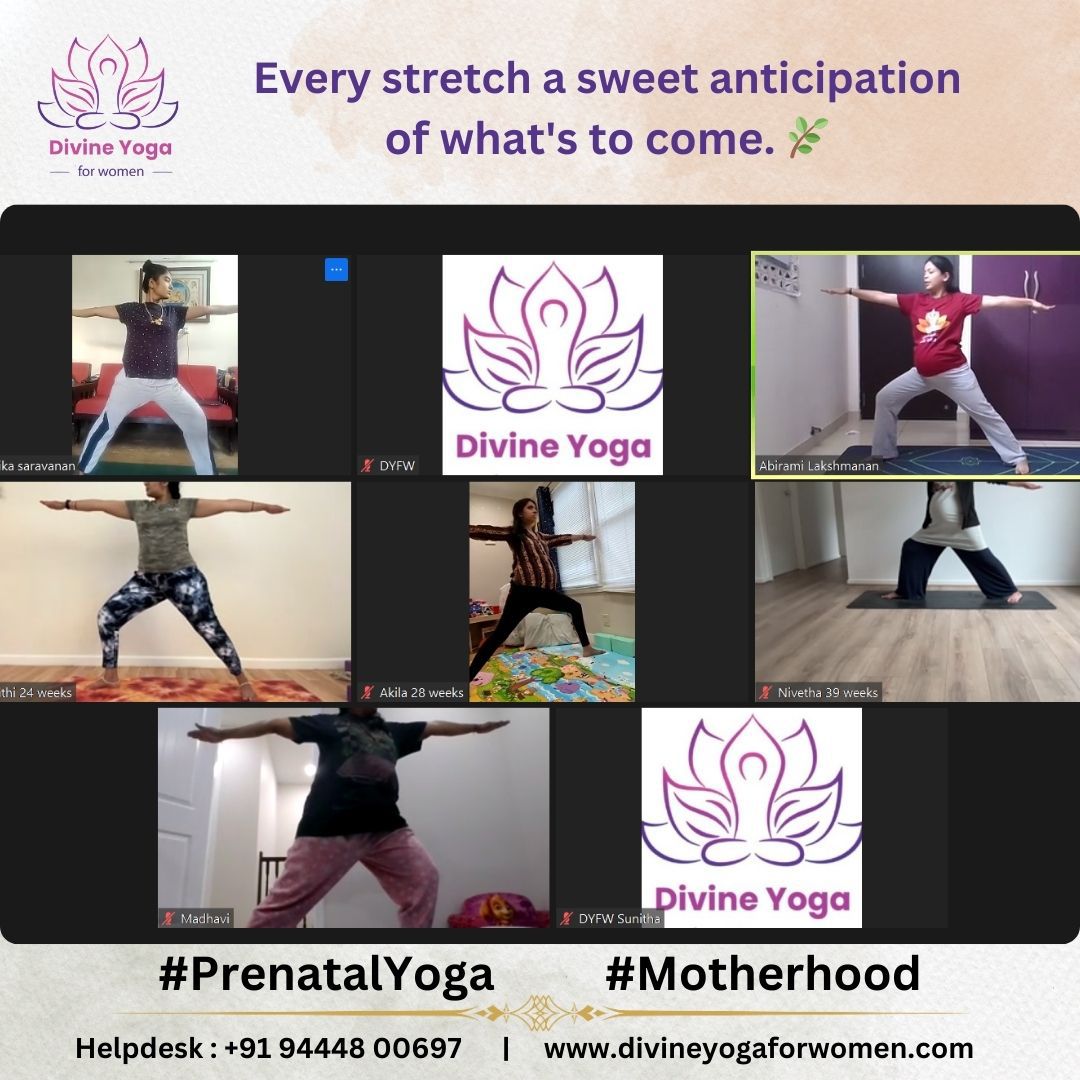 Divine Yoga
for women
Every stretch a sweet anticipation
of what's to come.
ika saravanan
DYFW
Divine Yoga
Abirami Lakshmanan
thi 24 weeks
Akila 28 weeks
Nivetha 39 weeks
Madhavi
DYFW Sunitha
Divine Yoga
#PrenatalYoga #Motherhood
Helpdesk : +91 94448 00697 | www.divineyogaforwomen.com